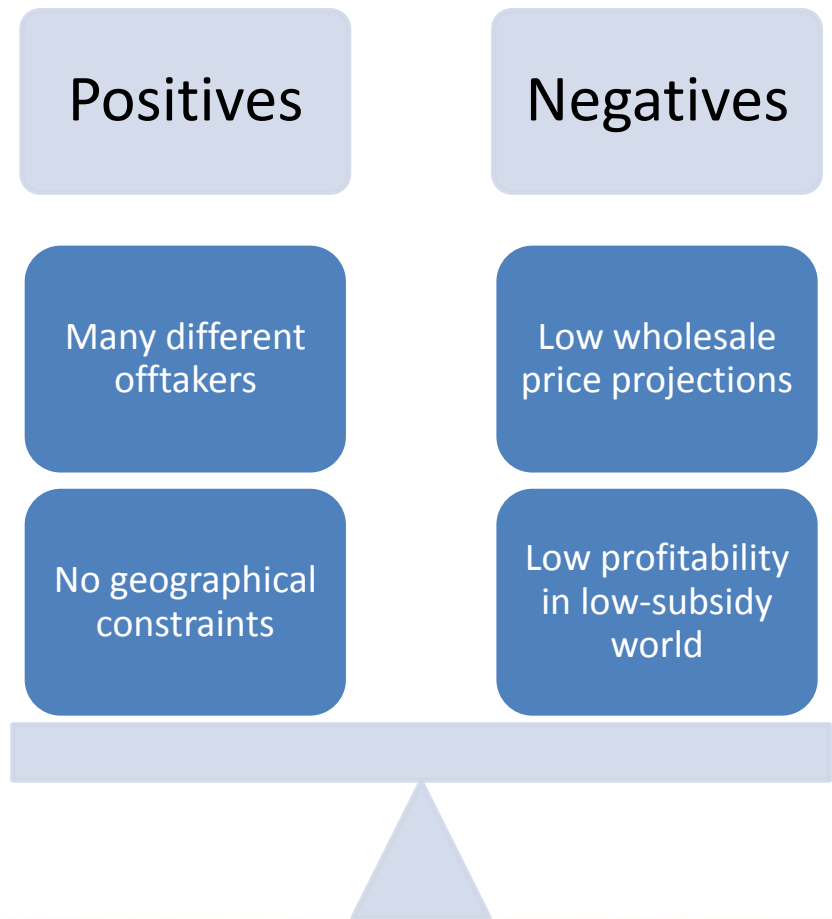 Positives
Negatives
Many different
offtakers
Low wholesale
price projections
No geographical
constraints
Low profitability
in low-subsidy
world